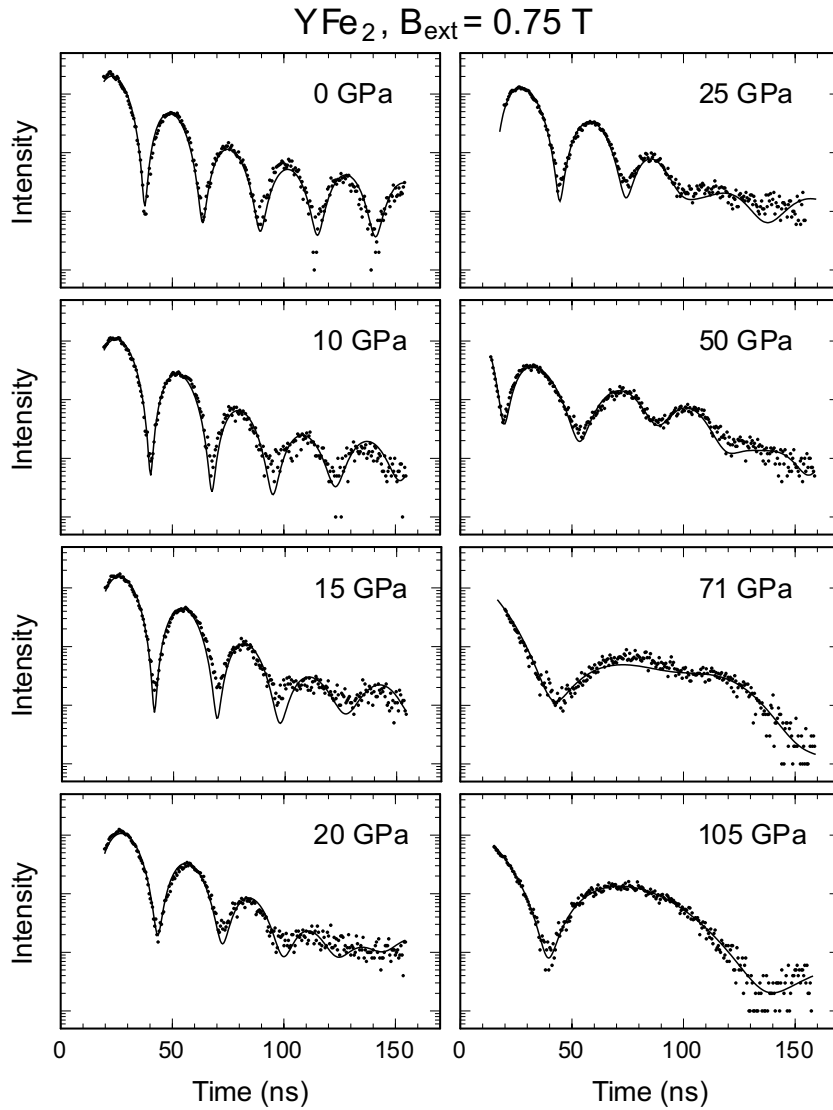 YFe₂, B_ext = 0.75 T
Intensity
0 GPa
25 GPa
Intensity
10 GPa
50 GPa
Intensity
15 GPa
71 GPa
Intensity
20 GPa
105 GPa
0 50 100 150 0 50 100 150
Time (ns) Time (ns)